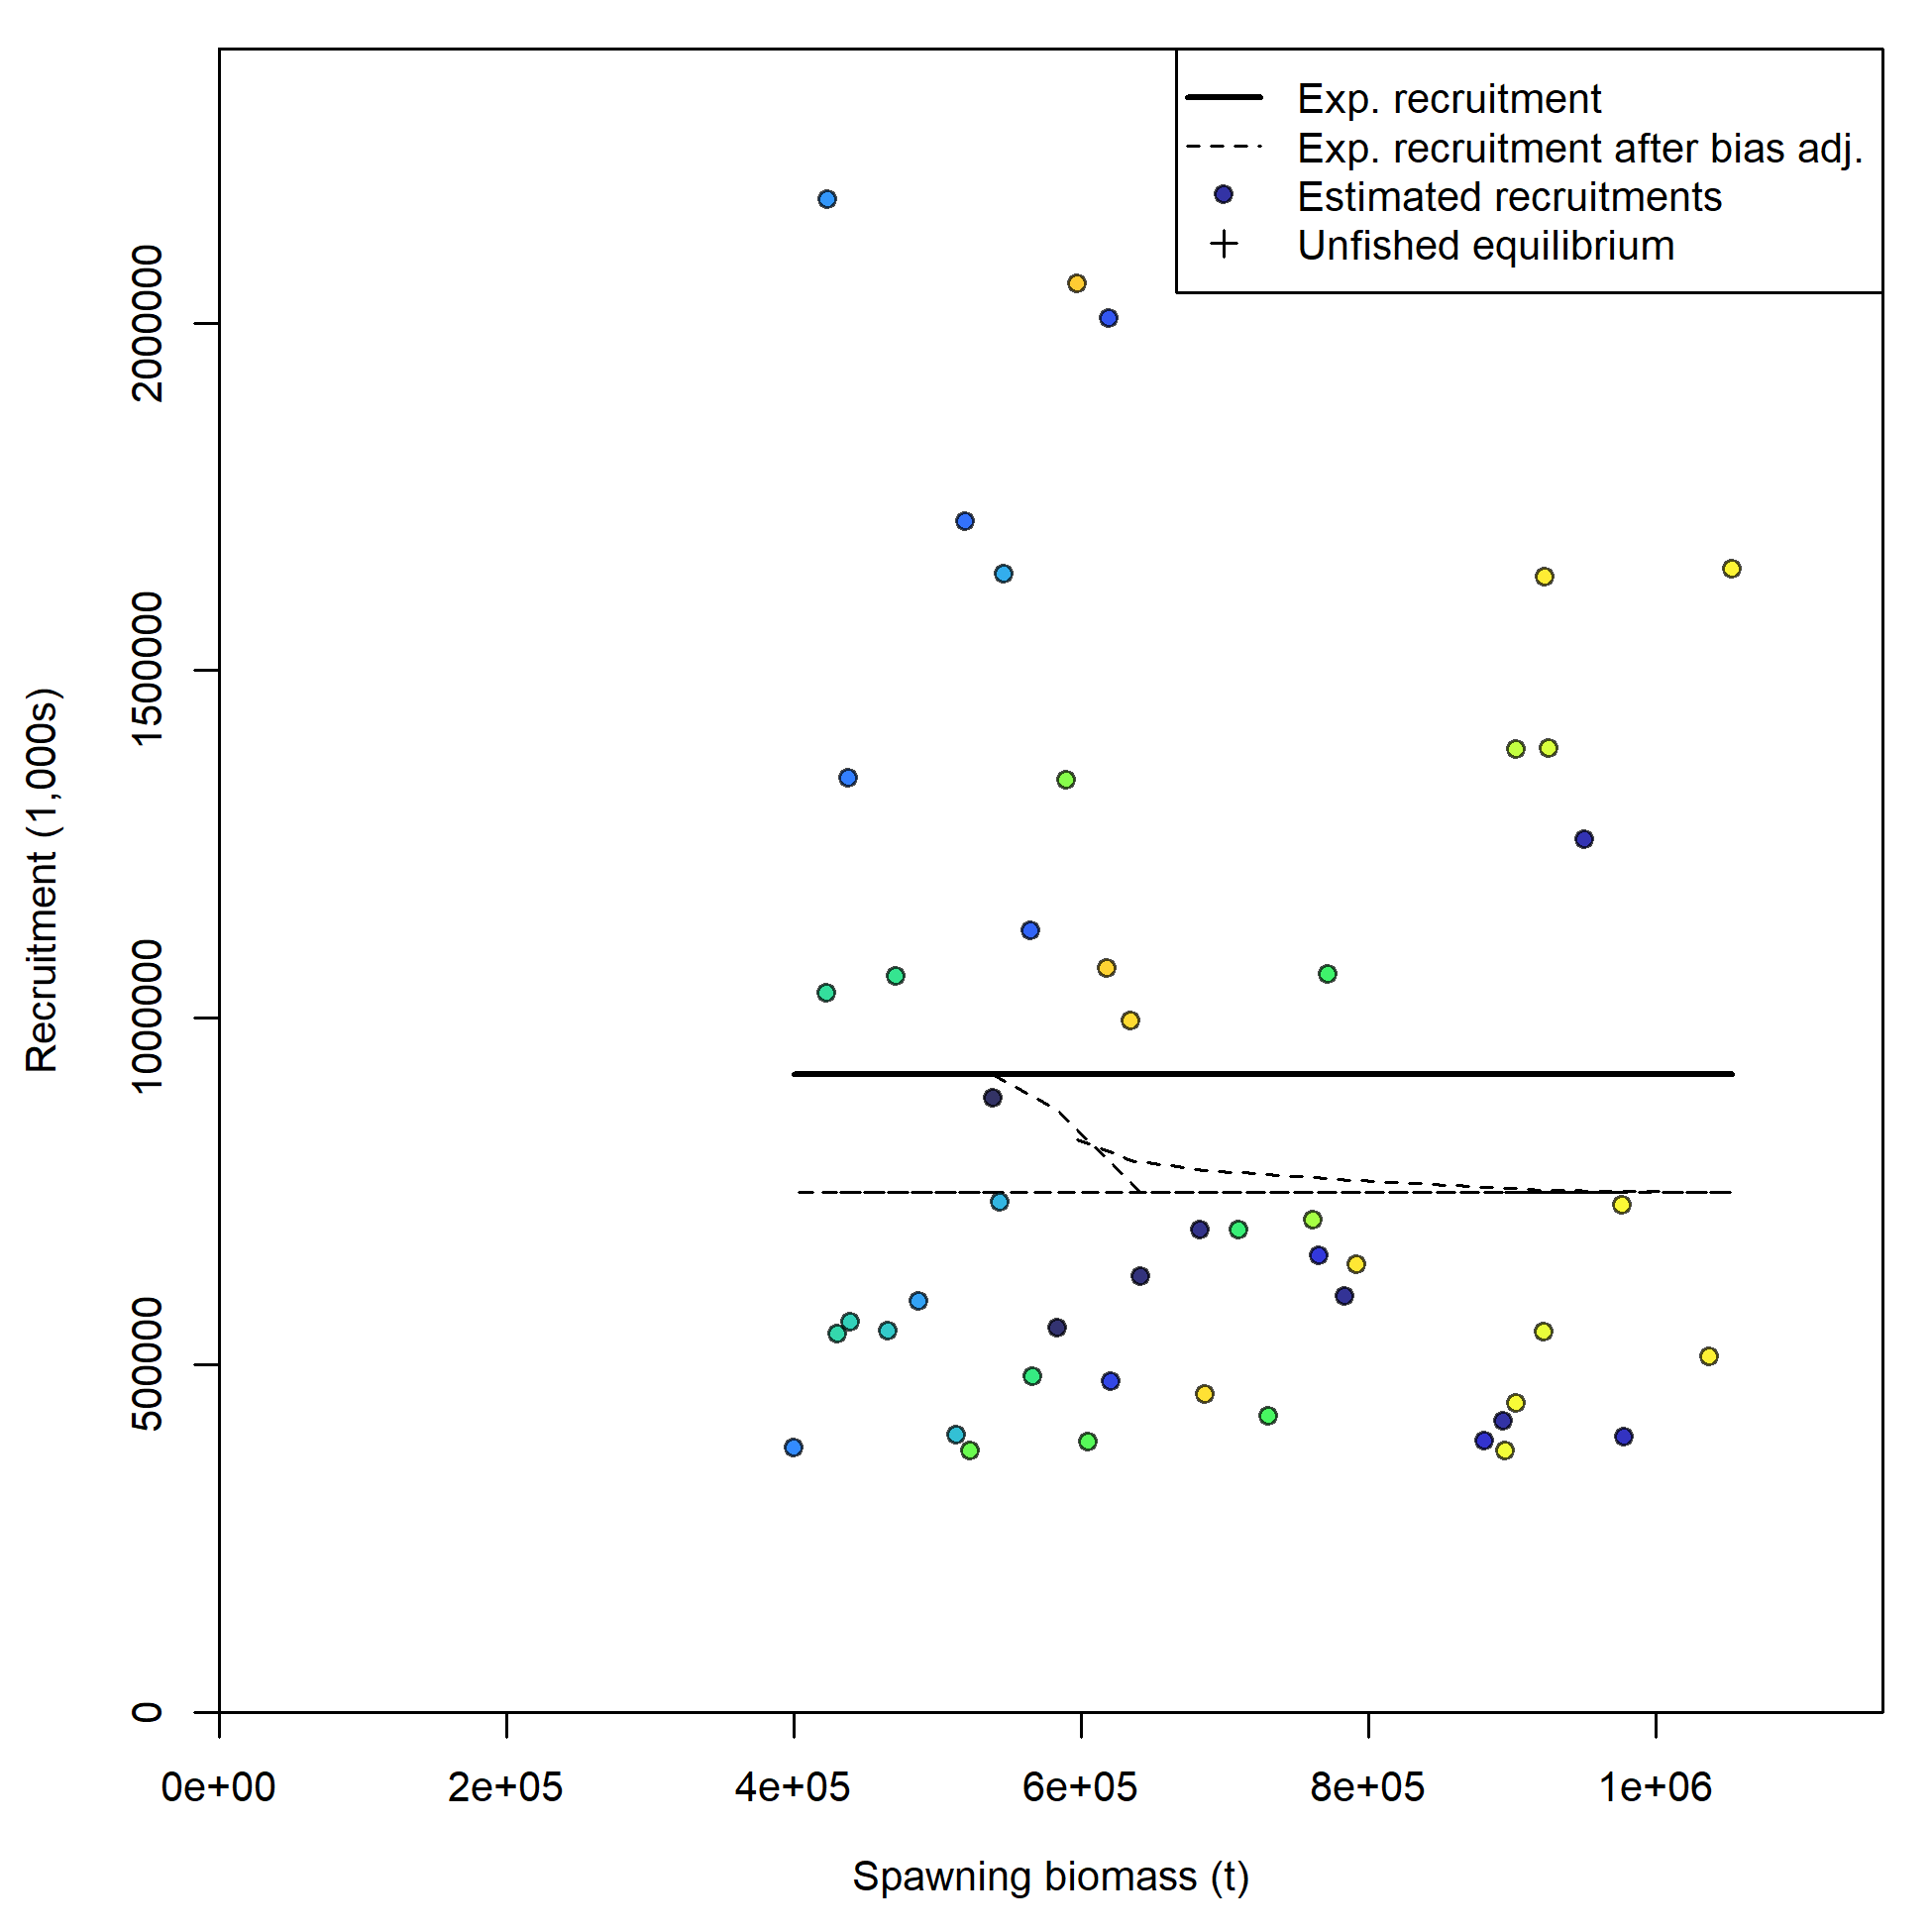 Exp. recruitment
Exp. recruitment after bias adj.
Estimated recruitments
Unfished equilibrium
Recruitment (1,000s)
2000000
1500000
1000000
500000
0
0e+00 2e+05 4e+05 6e+05 8e+05 1e+06
Spawning biomass (t)